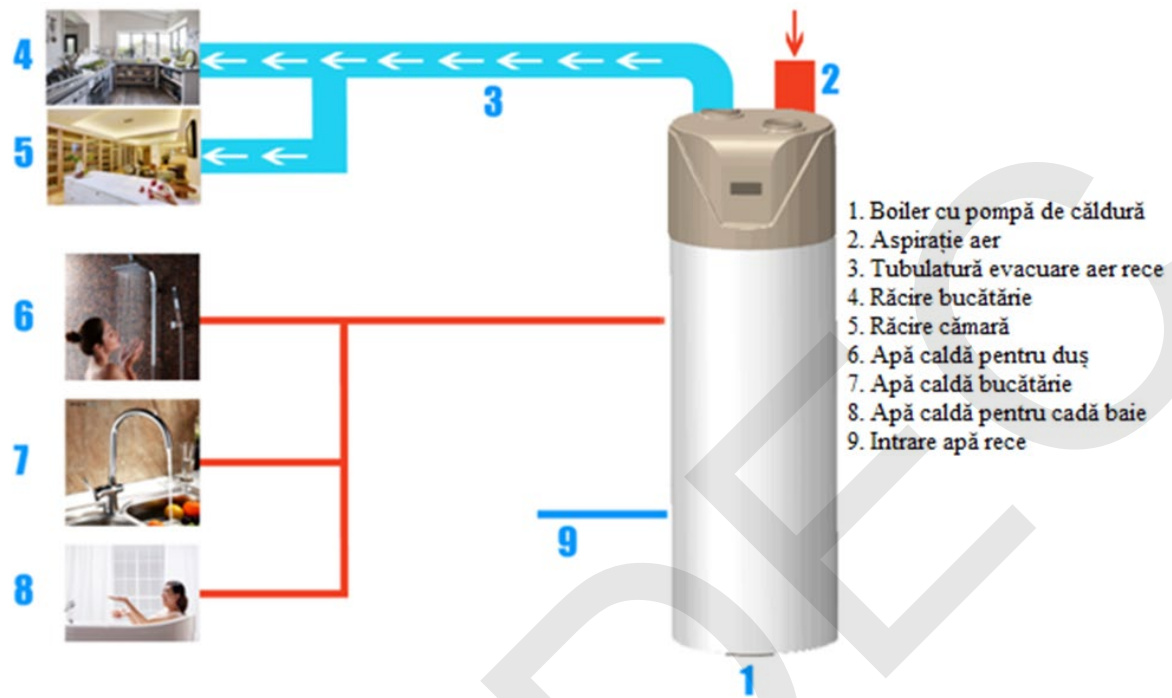 4
2
3
5
1. Boiler cu pompă de căldură
2. Aspirație aer
3. Tubulatură evacuare aer rece
4. Răcire bucătărie
5. Răcire cămară
6. Apă caldă pentru duș
7. Apă caldă bucătărie
8. Apă caldă pentru cadă baie
9. Intrare apă rece
6
7
9
8
1